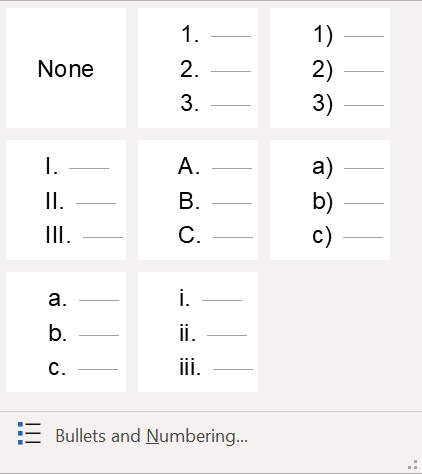 None
1.
2.
3.
1)
2)
3)
I.
II.
III.
A.
B.
C.
a)
b)
c)
a.
b.
c.
i.
ii.
iii.
Bullets and Numbering...